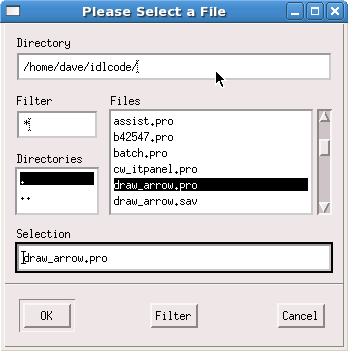 Please Select a File
Directory
/home/dave/idlcode/
Filter
*
Files
assist.pro
b42547.pro
batch.pro
cw_itpanel.pro
draw_arrow.pro
draw_arrow.sav
Directories
.
..
Selection
draw_arrow.pro
OK
Filter
Cancel